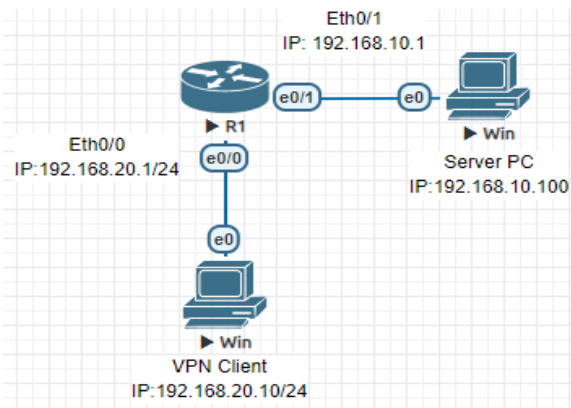 Eth0/1
IP: 192.168.10.1
e0/1
e0
R1
Win
Eth0/0
IP:192.168.20.1/24
e0/0
Server PC
IP:192.168.10.100
e0
Win
VPN Client
IP:192.168.20.10/24